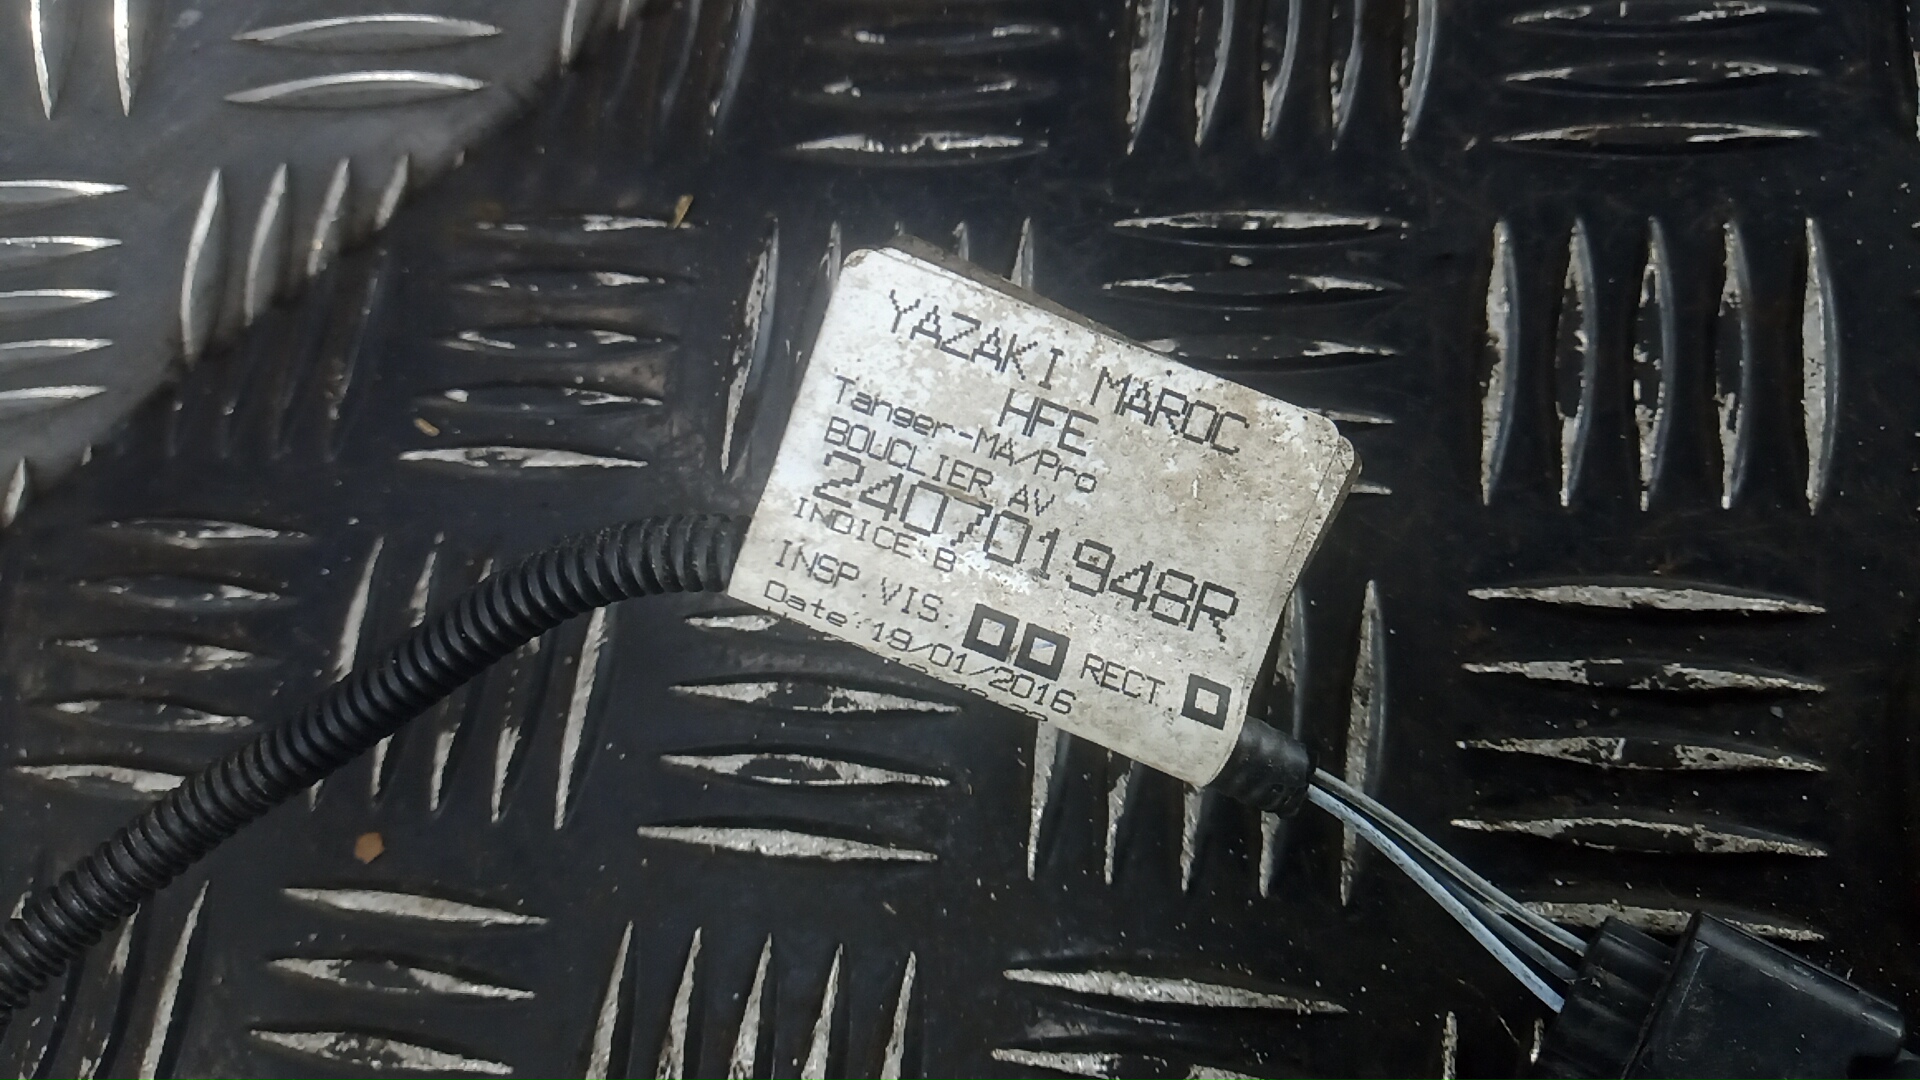 YAZAKI MAROC
HFE
Tanger-MA/Pro
BOUCLIER AV
240701948R
INDICE:B
INSP.VIS. RECT.
Date:19/01/2016